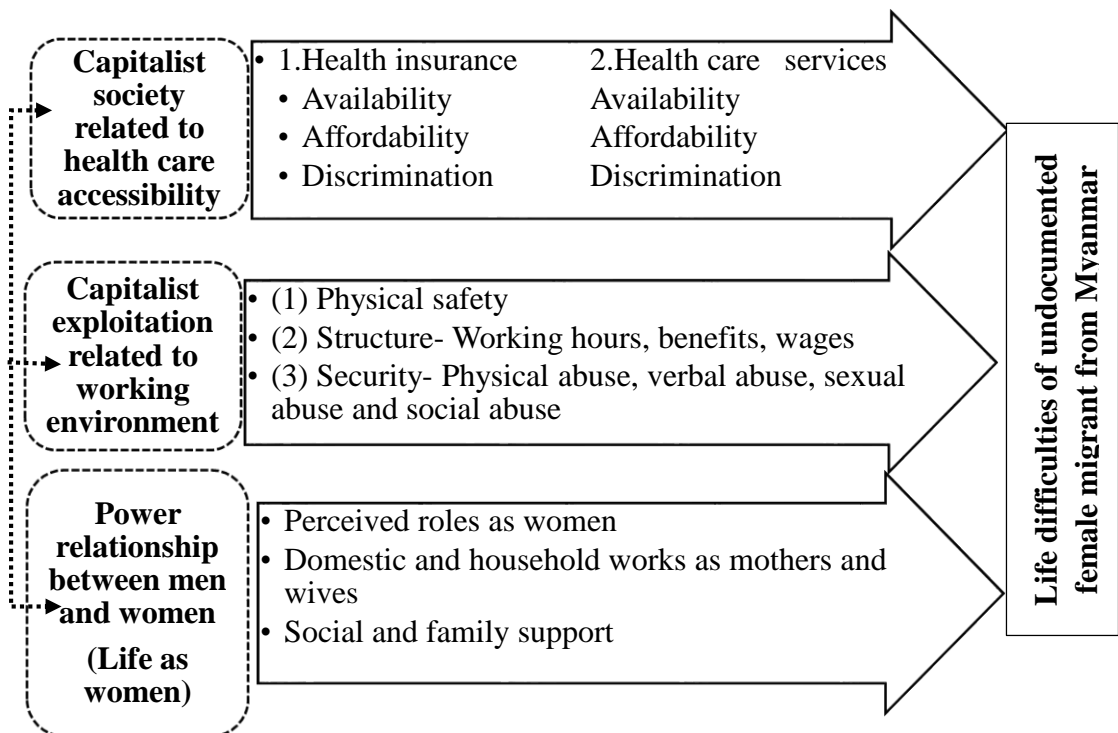 Capitalist
society
related to
health care
accessibility
• 1.Health insurance 2.Health care services
• Availability Availability
• Affordability Affordability
• Discrimination Discrimination
Capitalist
exploitation
related to
working
environment
• (1) Physical safety
• (2) Structure- Working hours, benefits, wages
• (3) Security- Physical abuse, verbal abuse, sexual
abuse and social abuse
Power
relationship
between men
and women
(Life as
women)
• Perceived roles as women
• Domestic and household works as mothers and
wives
• Social and family support
Life difficulties of undocumented
female migrant from Myanmar